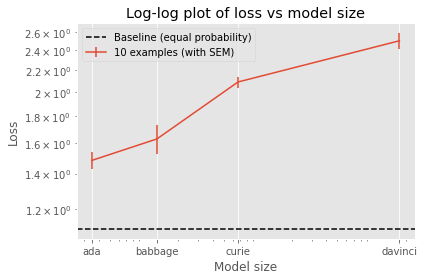 Log-log plot of loss vs model size
Baseline (equal probability)
10 examples (with SEM)
2.6 × 10⁰
2.4 × 10⁰
2.2 × 10⁰
2 × 10⁰
1.8 × 10⁰
1.6 × 10⁰
1.4 × 10⁰
1.2 × 10⁰
Loss
ada
babbage
curie
davinci
Model size